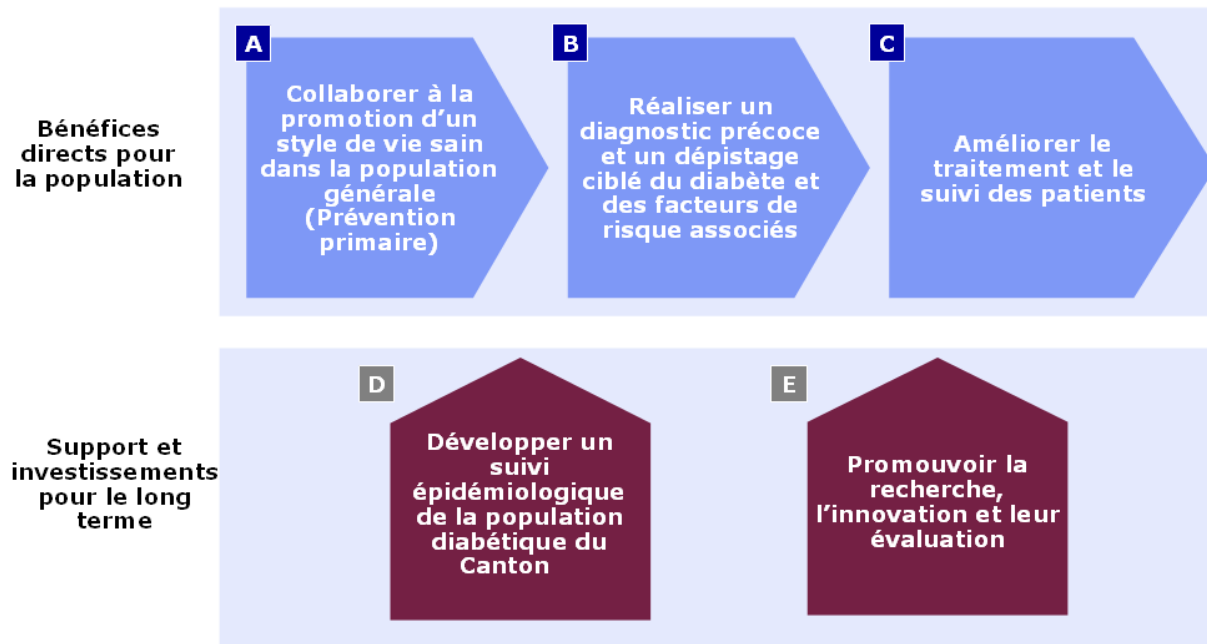 Bénéfices
directs pour
la population
A
Collaborer à la
promotion d'un
style de vie sain
dans la population
générale
(Prévention
primaire)
B
Réaliser un
diagnostic précoce
et un dépistage
ciblé du diabète et
des facteurs de
risque associés
C
Améliorer le
traitement et le
suivi des patients
Support et
investissements
pour le long
terme
D
Développer un
suivi
épidémiologique
de la population
diabétique du
Canton
E
Promouvoir la
recherche,
l'innovation et leur
évaluation